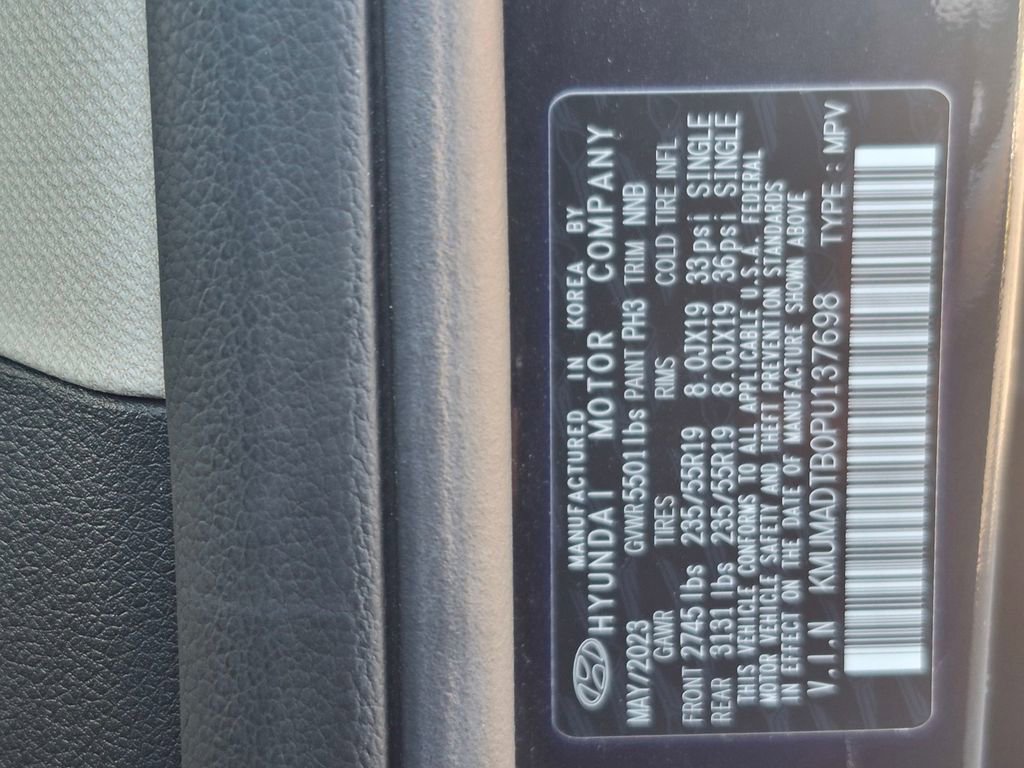 MANUFACTURED IN KOREA BY
HYUNDAI MOTOR COMPANY
MAY/2023 GVWR 5501 lbs PAINT PH3 TRIM NNB
GAWR TIRES RIMS COLD TIRE INFL
FRONT 2745 lbs 235/55R19 8.0JX19 33psi SINGLE
REAR 3131 lbs 235/55R19 8.0JX19 36psi SINGLE
THIS VEHICLE CONFORMS TO ALL APPLICABLE U.S.A. FEDERAL
MOTOR VEHICLE SAFETY AND THEFT PREVENTION STANDARDS
IN EFFECT ON THE DATE OF MANUFACTURE SHOWN ABOVE
V.I.N KMUMADTB0PU137698 TYPE : MPV